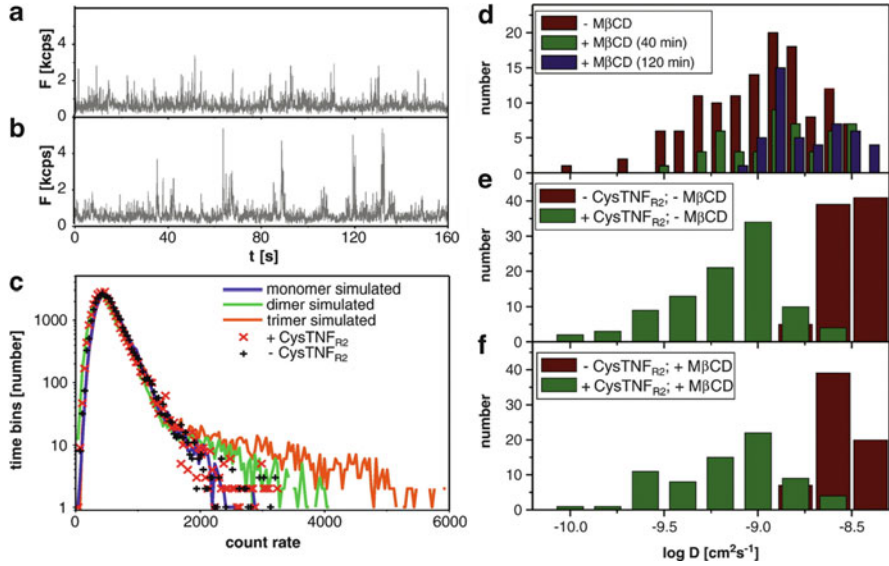 a
6
4
2
0
F [kcps]
b
6
4
2
0
F [kcps]
0 40 80 120 160
t [s]
c
monomer simulated
dimer simulated
trimer simulated
+ CysTNF_R2
- CysTNF_R2
1000
100
10
1
time bins [number]
0 2000 4000 6000
count rate
d
- MβCD
+ MβCD (40 min)
+ MβCD (120 min)
20
15
10
5
0
number
e
- CysTNF_R2; - MβCD
+ CysTNF_R2; - MβCD
40
30
20
10
0
number
f
- CysTNF_R2; + MβCD
+ CysTNF_R2; + MβCD
40
30
20
10
0
number
-10.0 -9.5 -9.0 -8.5
log D [cm²s⁻¹]